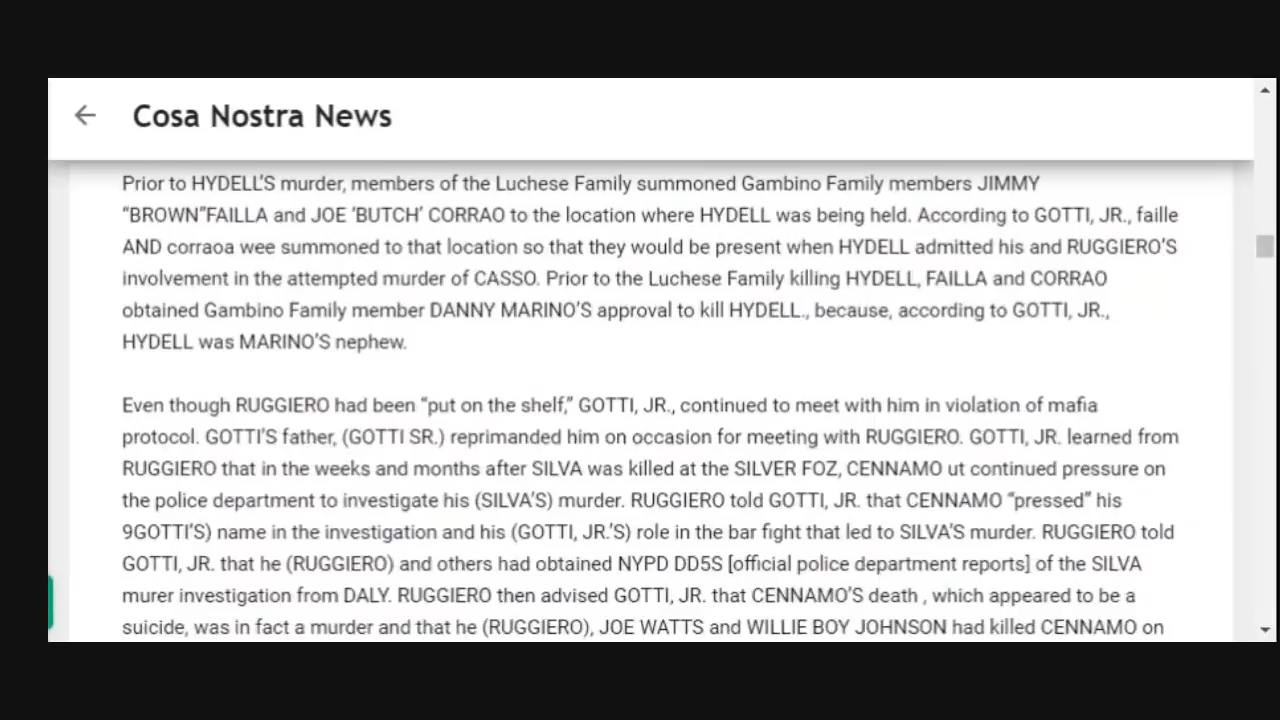 Cosa Nostra News
Prior to HYDELL'S murder, members of the Luchese Family summoned Gambino Family members JIMMY
“BROWN”FAILLA and JOE ‘BUTCH’ CORRAO to the location where HYDELL was being held. According to GOTTI, JR., faille
AND corraoa wee summoned to that location so that they would be present when HYDELL admitted his and RUGGIERO’S
involvement in the attempted murder of CASSO. Prior to the Luchese Family killing HYDELL, FAILLA and CORRAO
obtained Gambino Family member DANNY MARINO’S approval to kill HYDELL., because, according to GOTTI, JR.,
HYDELL was MARINO’S nephew.
Even though RUGGIERO had been “put on the shelf,” GOTTI, JR., continued to meet with him in violation of mafia
protocol. GOTTI’S father, (GOTTI SR.) reprimanded him on occasion for meeting with RUGGIERO. GOTTI, JR. learned from
RUGGIERO that in the weeks and months after SILVA was killed at the SILVER FOZ, CENNAMO ut continued pressure on
the police department to investigate his (SILVA’S) murder. RUGGIERO told GOTTI, JR. that CENNAMO “pressed” his
9GOTTI’S) name in the investigation and his (GOTTI, JR.’S) role in the bar fight that led to SILVA’S murder. RUGGIERO told
GOTTI, JR. that he (RUGGIERO) and others had obtained NYPD DD5S [official police department reports] of the SILVA
murer investigation from DALY. RUGGIERO then advised GOTTI, JR. that CENNAMO’S death , which appeared to be a
suicide, was in fact a murder and that he (RUGGIERO), JOE WATTS and WILLIE BOY JOHNSON had killed CENNAMO on